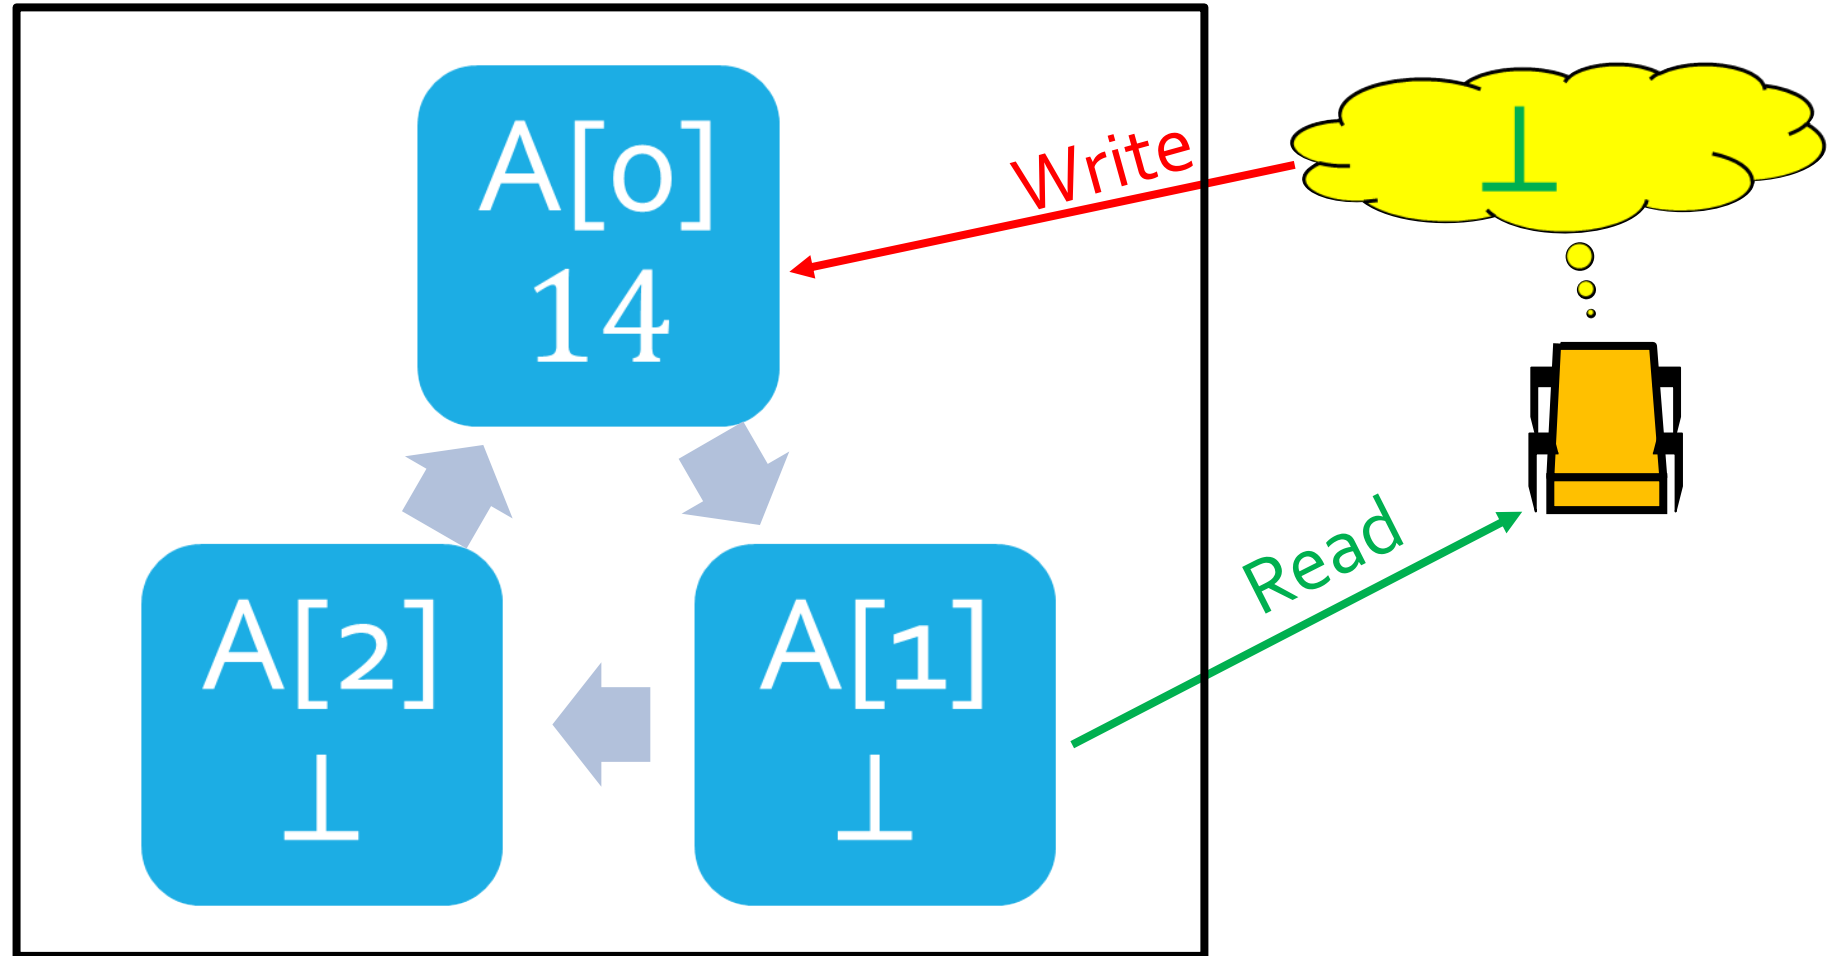 A[0]
14
Write
⊥
A[2]
⊥
A[1]
⊥
Read